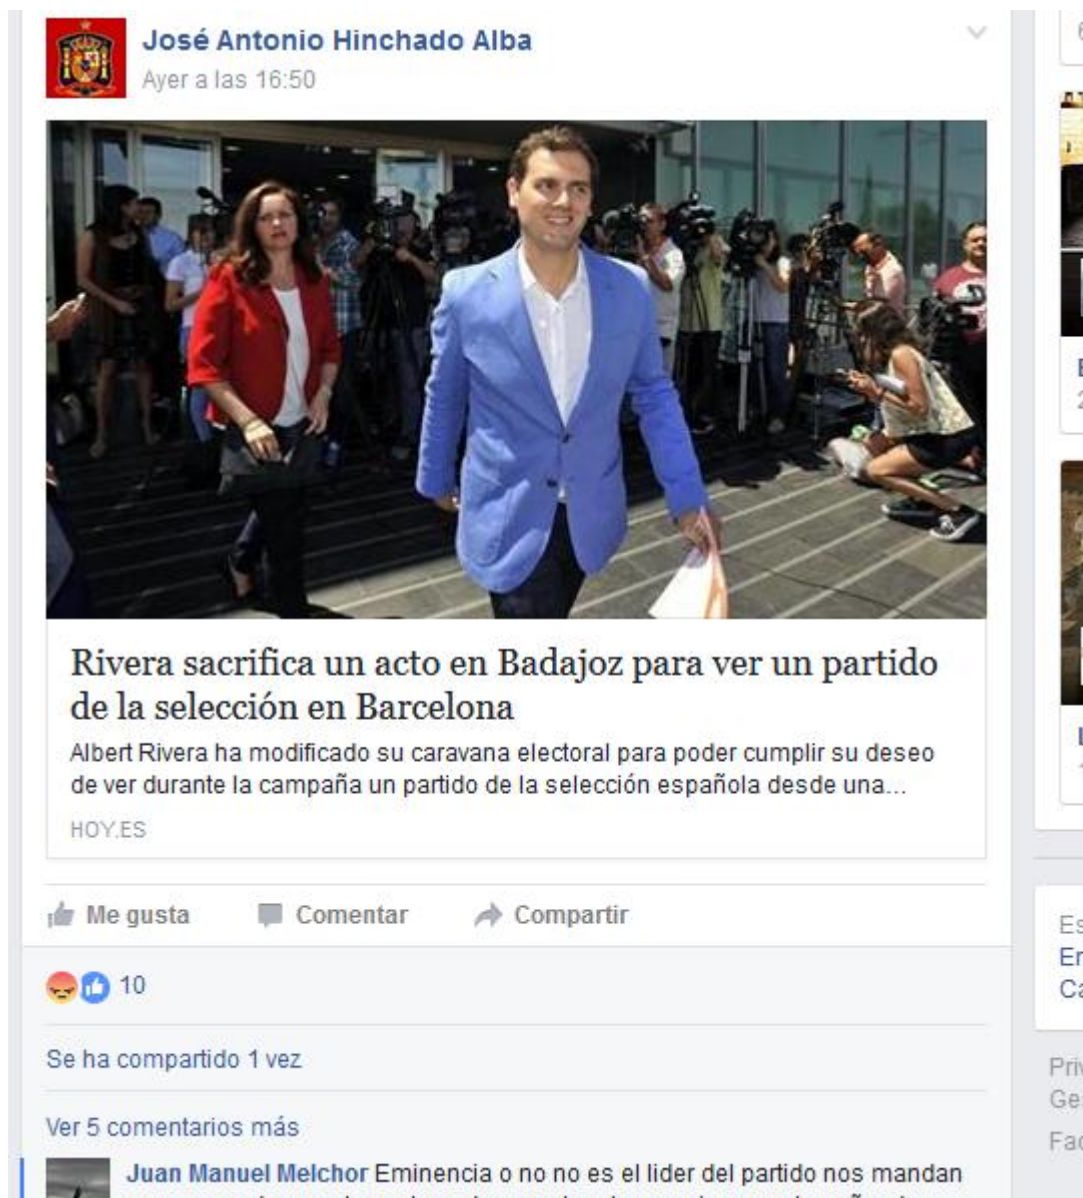 José Antonio Hinchado Alba
Ayer a las 16:50
Rivera sacrifica un acto en Badajoz para ver un partido
de la selección en Barcelona
Albert Rivera ha modificado su caravana electoral para poder cumplir su deseo
de ver durante la campaña un partido de la selección española desde una...
HOY.ES
Me gusta Comentar Compartir
10
Se ha compartido 1 vez
Ver 5 comentarios más
Juan Manuel Melchor Eminencia o no no es el lider del partido nos mandan